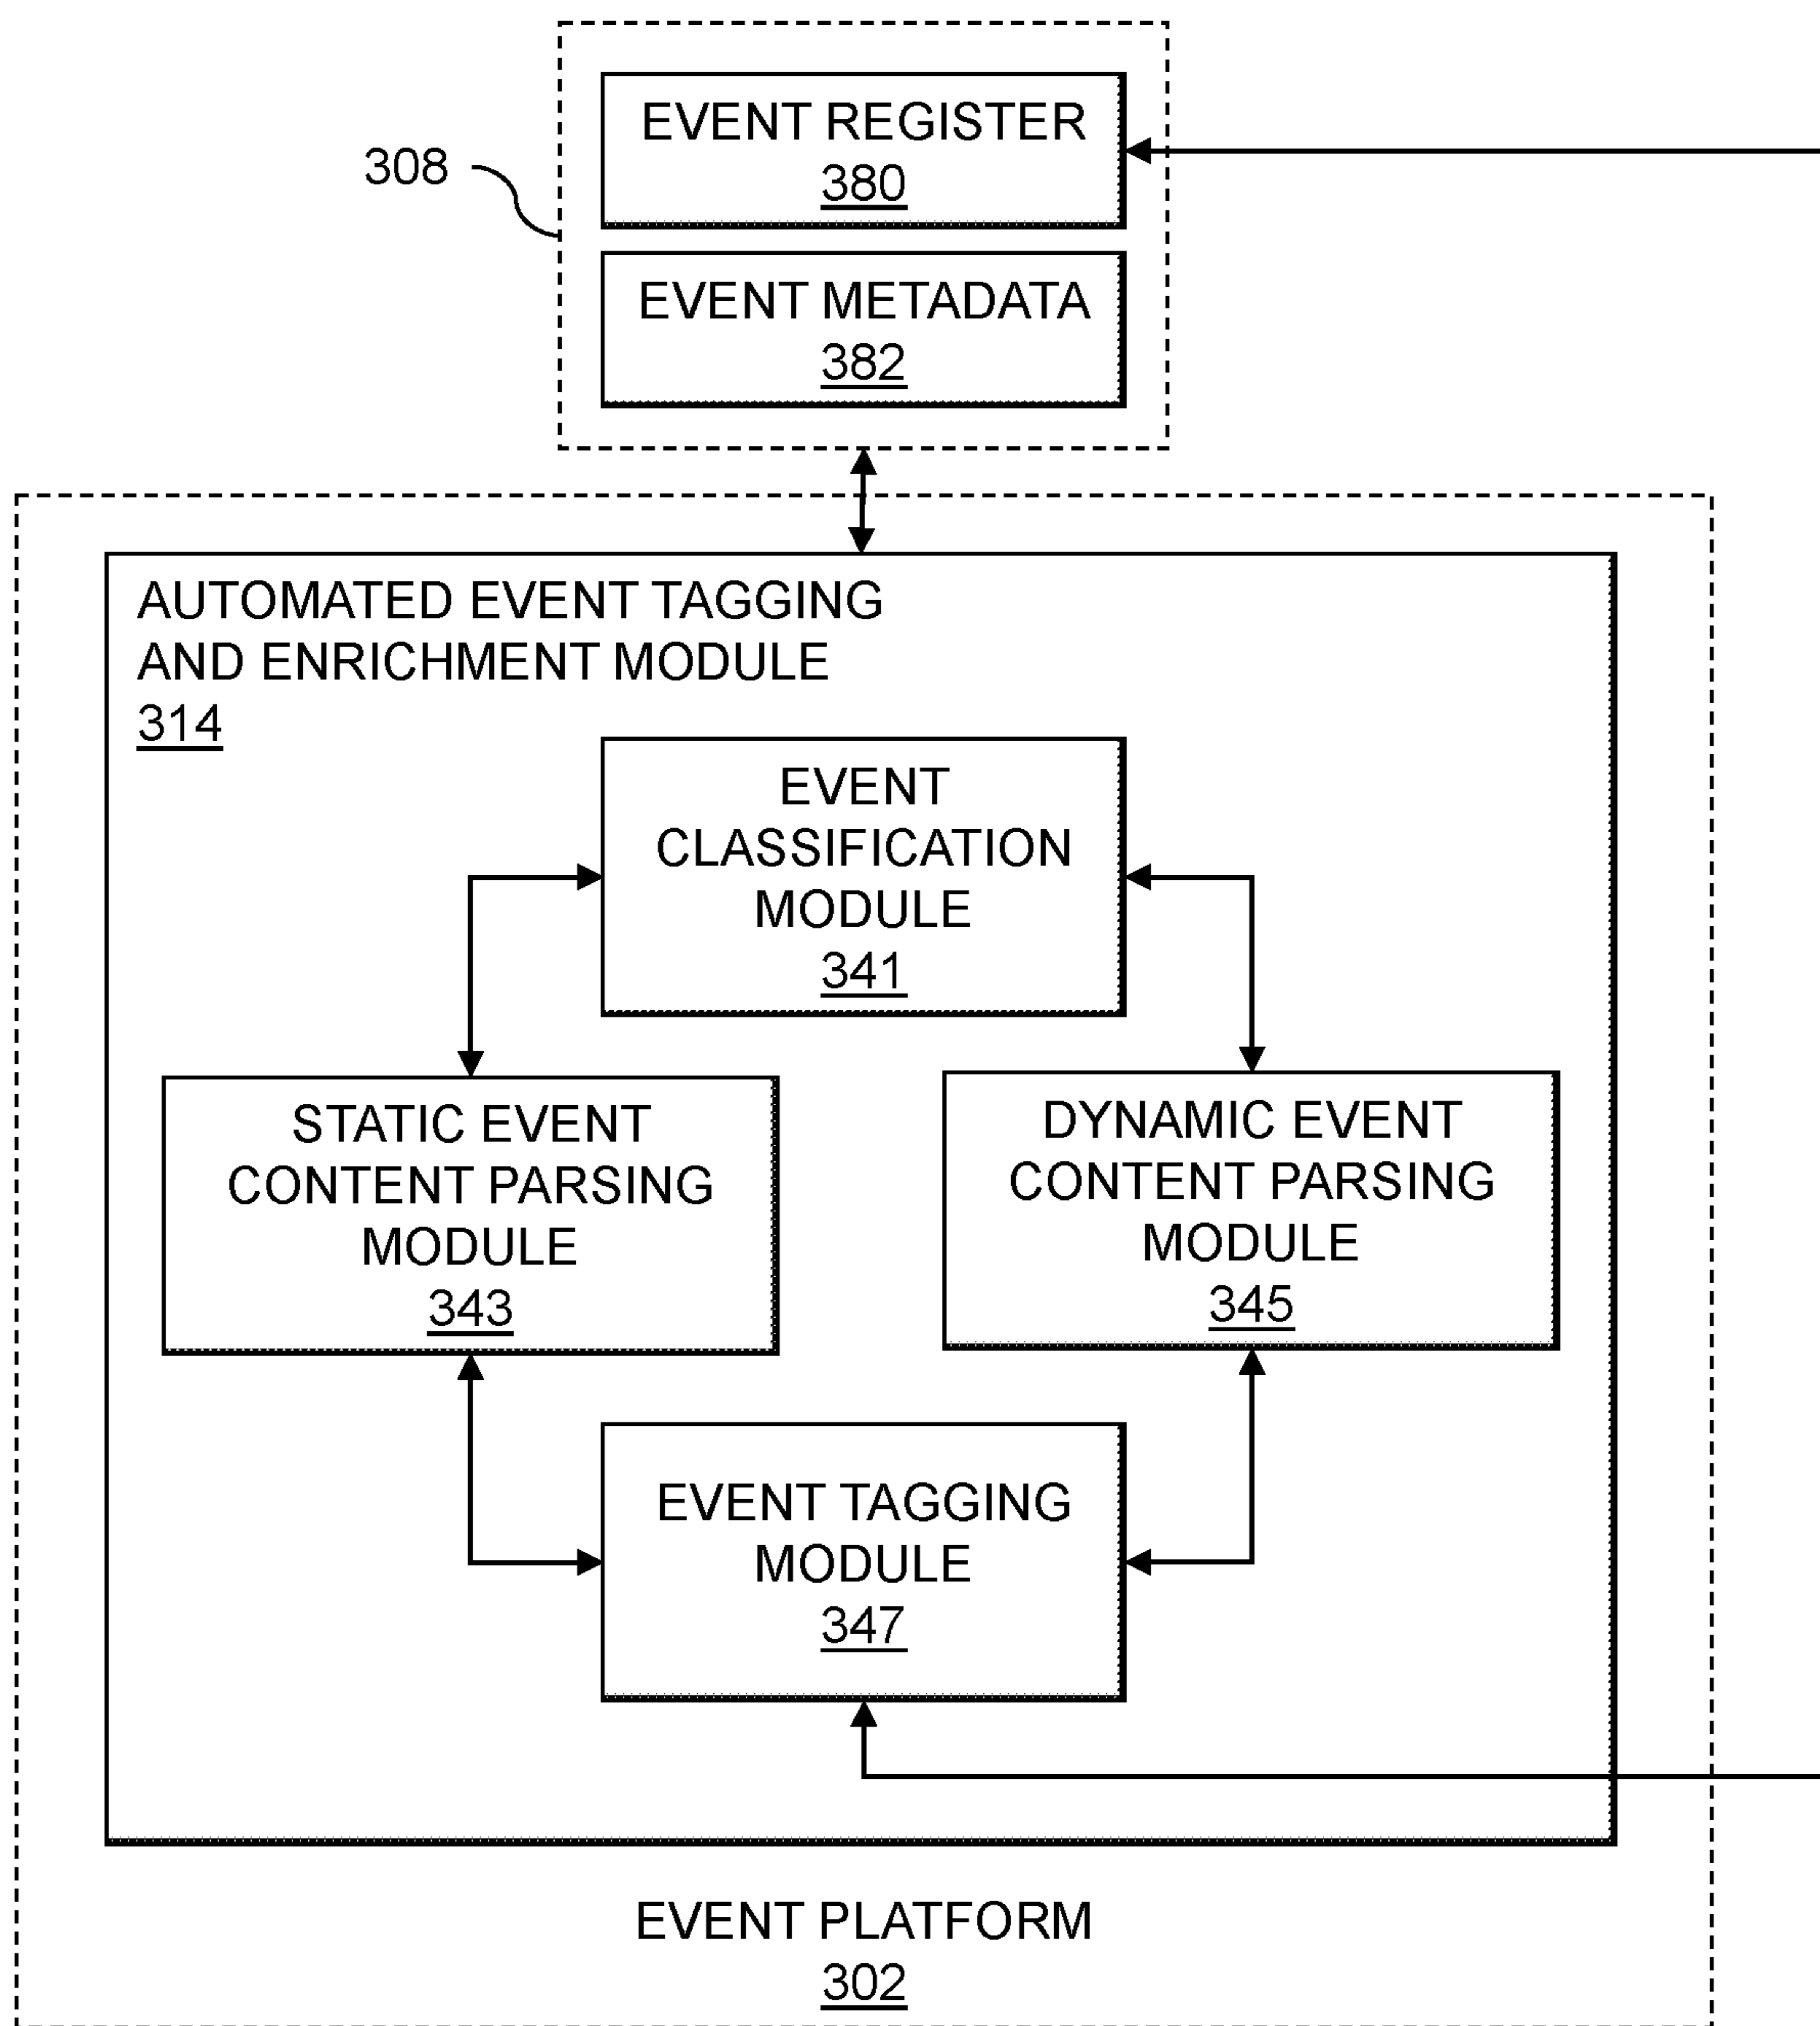 EVENT REGISTER
380
308
EVENT METADATA
382
AUTOMATED EVENT TAGGING
AND ENRICHMENT MODULE
314
EVENT
CLASSIFICATION
MODULE
341
STATIC EVENT
CONTENT PARSING
MODULE
343
DYNAMIC EVENT
CONTENT PARSING
MODULE
345
EVENT TAGGING
MODULE
347
EVENT PLATFORM
302